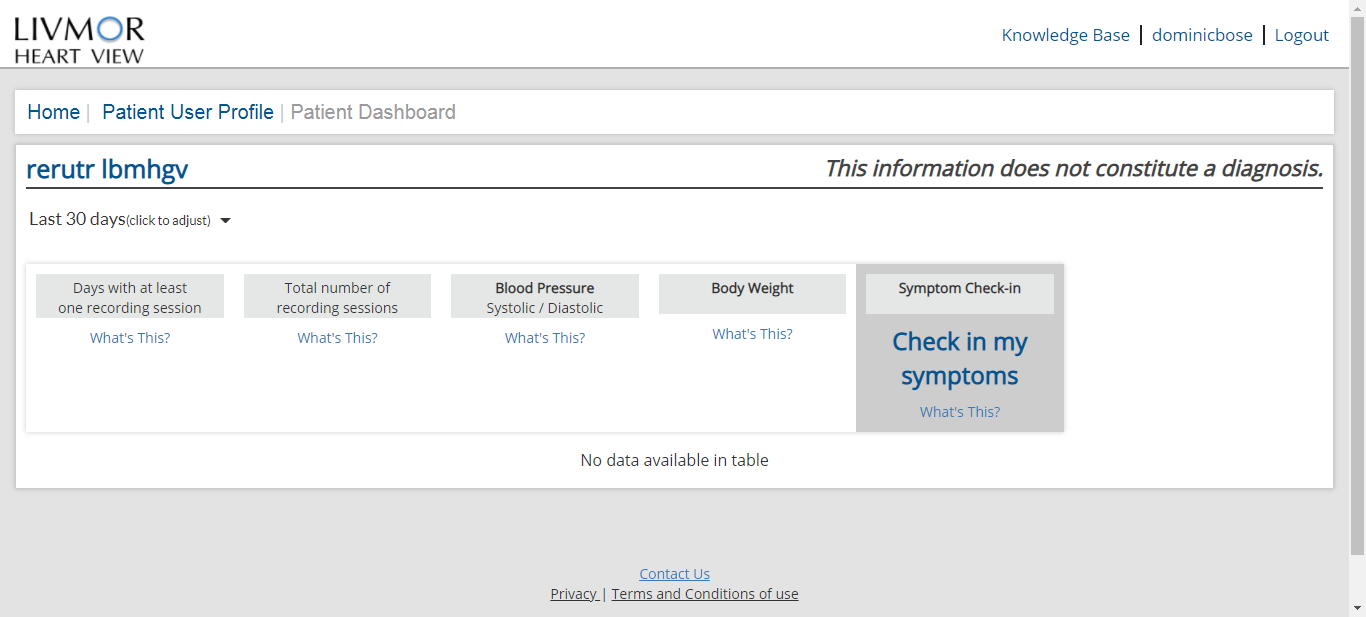 LIVMOR
HEART VIEW
Knowledge Base | dominicbose | Logout
Home | Patient User Profile | Patient Dashboard
rerutr lbmhgv
This information does not constitute a diagnosis.
Last 30 days(click to adjust)
Days with at least
one recording session
What's This?
Total number of
recording sessions
What's This?
Blood Pressure
Systolic / Diastolic
What's This?
Body Weight
What's This?
Symptom Check-in
Check in my
symptoms
What's This?
No data available in table
Contact Us
Privacy | Terms and Conditions of use